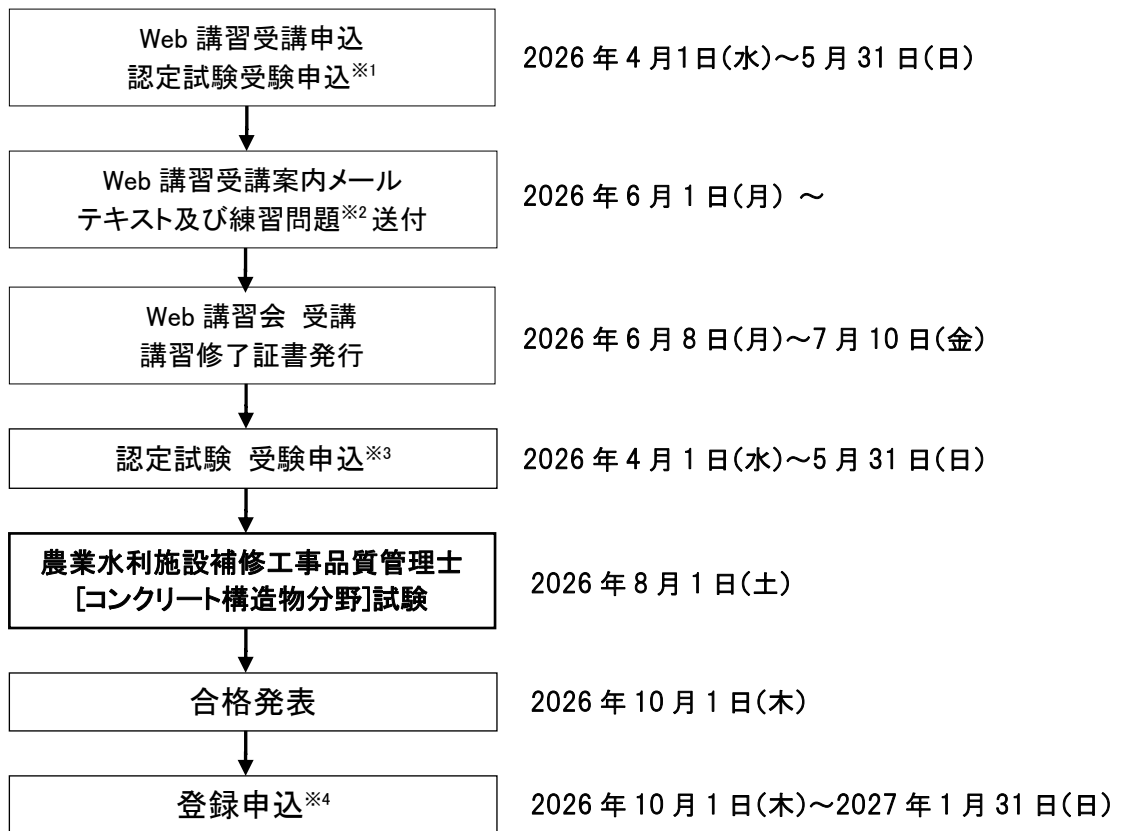 Web 講習受講申込
認定試験受験申込※1
2026 年 4 月1日(水)～5 月 31 日(日)
Web 講習受講案内メール
テキスト及び練習問題※2 送付
2026 年 6 月 1 日(月) ～
Web 講習会 受講
講習修了証書発行
2026 年 6 月 8 日(月)～7 月 10 日(金)
認定試験 受験申込※3
2026 年 4 月 1 日(水)～5 月 31 日(日)
農業水利施設補修工事品質管理士
[コンクリート構造物分野]試験
2026 年 8 月 1 日(土)
合格発表
2026 年 10 月 1 日(木)
登録申込※4
2026 年 10 月 1 日(木)～2027 年 1 月 31 日(日)